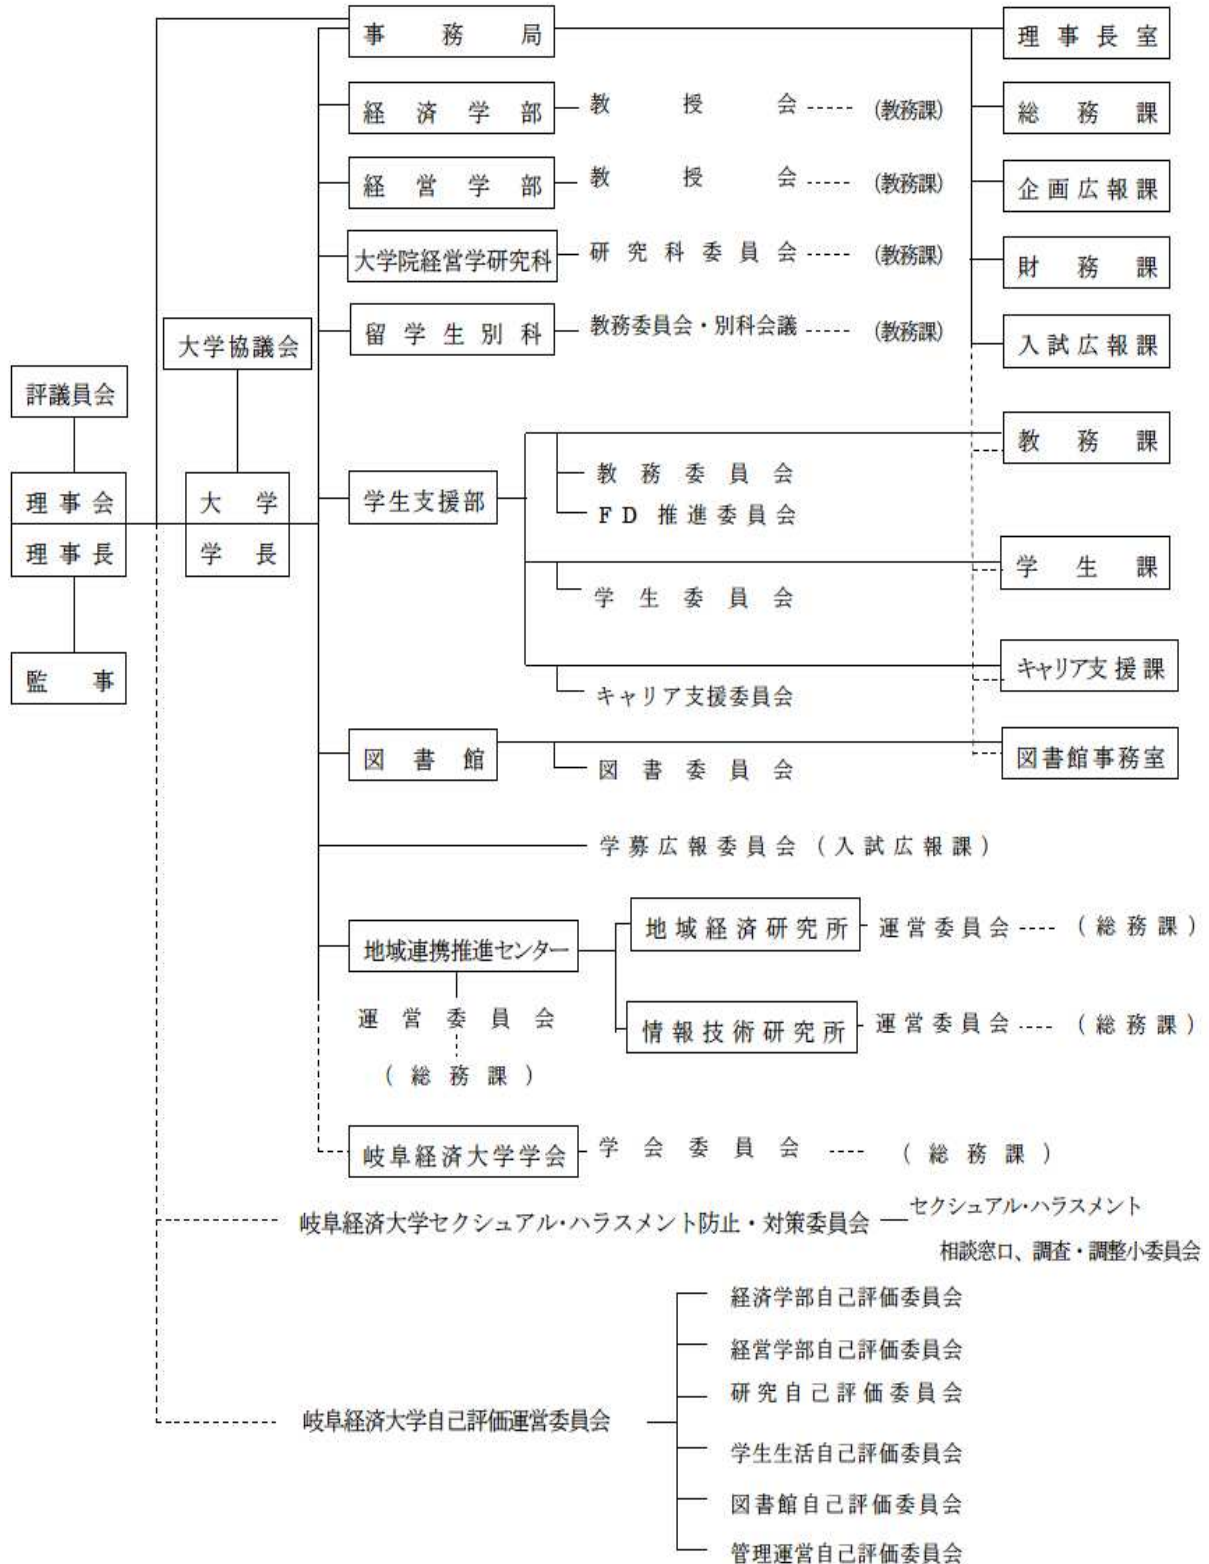 事務局
理事長室
経済学部 教授会 (教務課)
総務課
経営学部 教授会 (教務課)
企画広報課
大学院経営学研究科 研究科委員会 (教務課)
財務課
留学生別科 教務委員会・別科会議 (教務課)
入試広報課
大学協議会
評議員会
理事会
理事長
大学
学長
監事
学生支援部
教務課
教務委員会
FD 推進委員会
学生課
学生委員会
キャリア支援課
キャリア支援委員会
図書館
図書館事務室
図書委員会
学募広報委員会(入試広報課)
地域連携推進センター
運営委員会
(総務課)
地域経済研究所 運営委員会 (総務課)
情報技術研究所 運営委員会 (総務課)
岐阜経済大学学会 学会委員会 (総務課)
岐阜経済大学セクシュアル・ハラスメント防止・対策委員会
セクシュアル・ハラスメント
相談窓口、調査・調整小委員会
岐阜経済大学自己評価運営委員会
経済学部自己評価委員会
経営学部自己評価委員会
研究自己評価委員会
学生生活自己評価委員会
図書館自己評価委員会
管理運営自己評価委員会